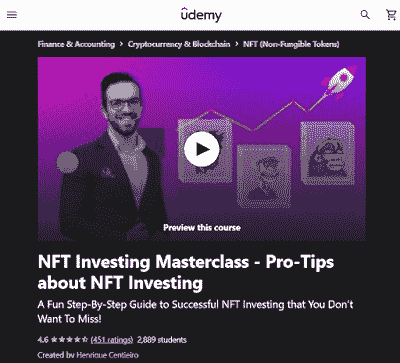 ûdemy
Finance & Accounting > Cryptocurrency & Blockchain > NFT (Non-Fungible Tokens)
Preview this course
NFT Investing Masterclass - Pro-Tips
about NFT Investing
A Fun Step-By-Step Guide to Successful NFT Investing that You Don't
Want To Miss!
4.6 ★★★★★ (451 ratings) 2,889 students
Created by Henrique Centieiro